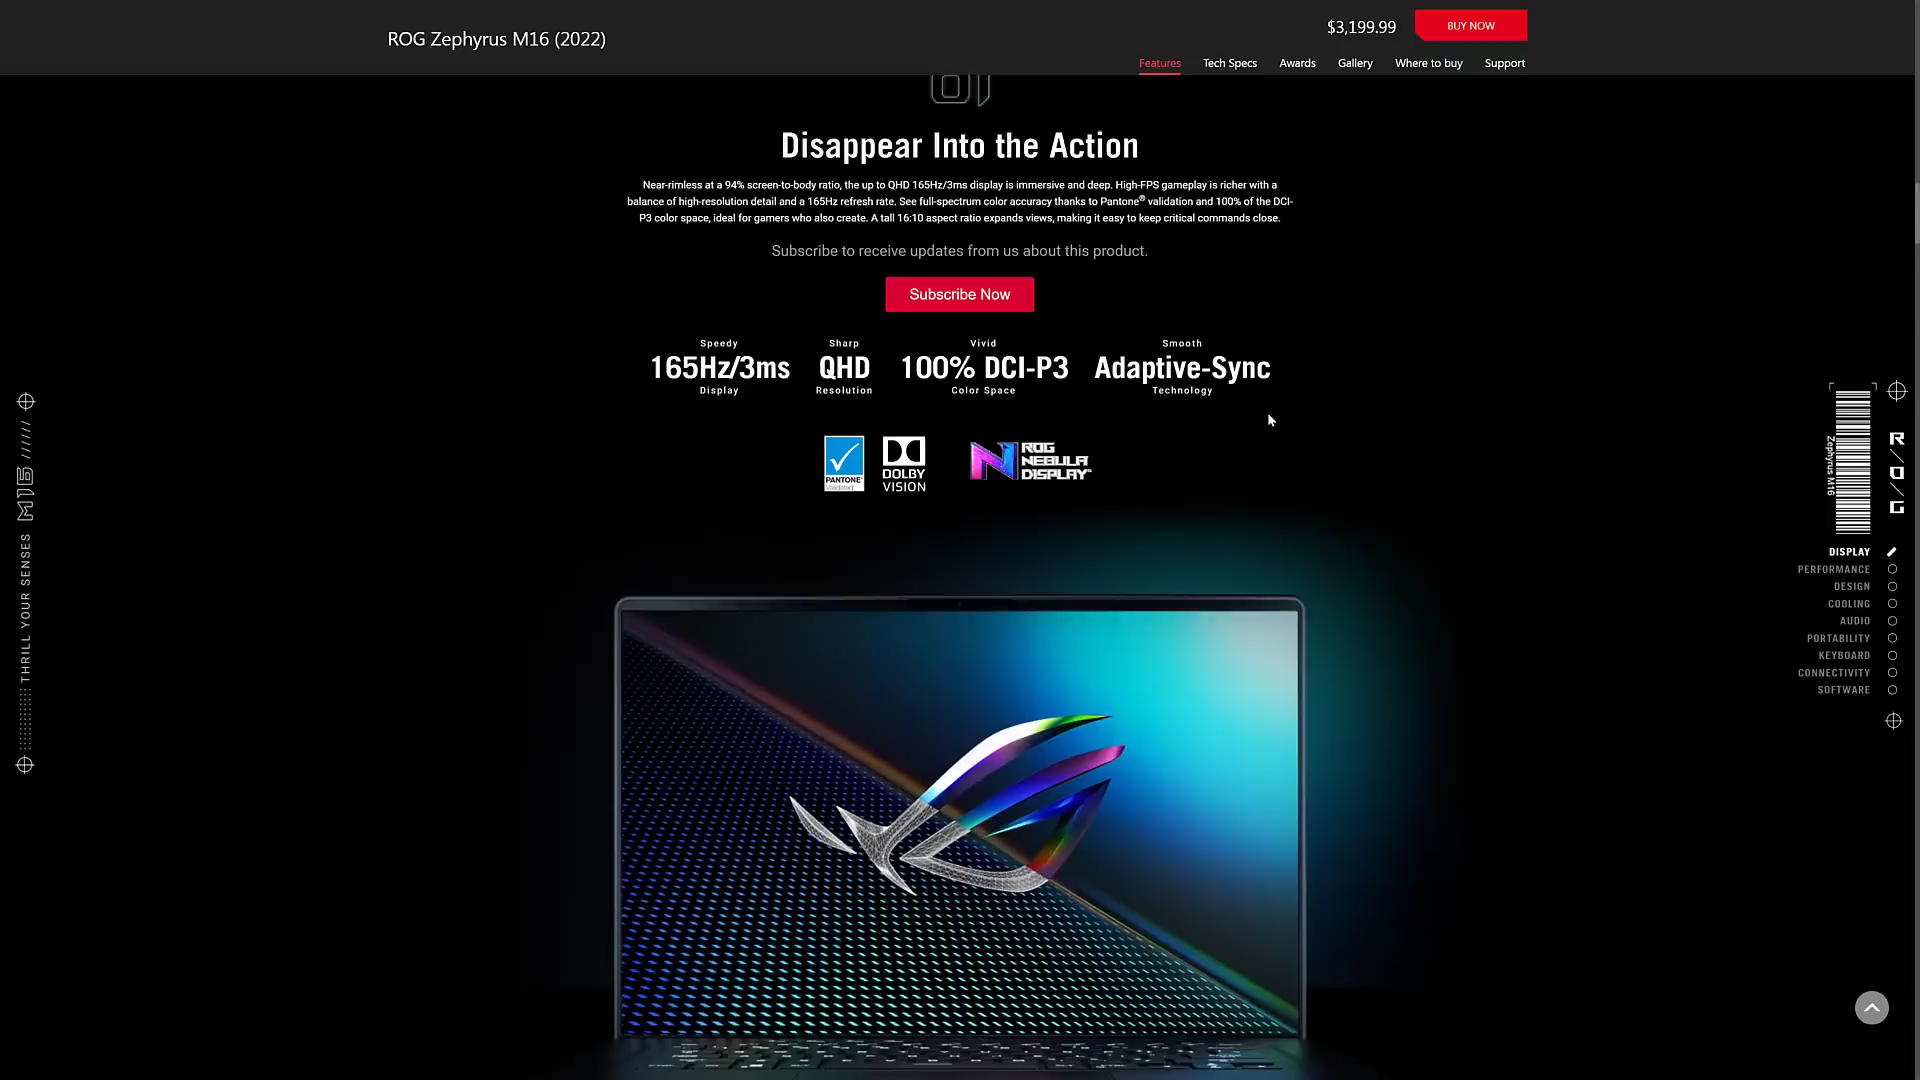 ROG Zephyrus M16 (2022)
$3,199.99
BUY NOW
Features
Tech Specs
Awards
Gallery
Where to buy
Support
01
Disappear Into the Action
Near-rimless at a 94% screen-to-body ratio, the up to QHD 165Hz/3ms display is immersive and deep. High-FPS gameplay is richer with a
balance of high-resolution detail and a 165Hz refresh rate. See full-spectrum color accuracy thanks to Pantone® validation and 100% of the DCI-
P3 color space, ideal for gamers who also create. A tall 16:10 aspect ratio expands views, making it easy to keep critical commands close.
Subscribe to receive updates from us about this product.
Subscribe Now
Speedy
165Hz/3ms
Display
Sharp
QHD
Resolution
Vivid
100% DCI-P3
Color Space
Smooth
Adaptive-Sync
Technology
PANTONE®
Validated
DOLBY
VISION
ROG
NEBULA
DISPLAY™
THRILL YOUR SENSES M16 /////
Zephyrus M16
R/O/G
DISPLAY
PERFORMANCE
DESIGN
COOLING
AUDIO
PORTABILITY
KEYBOARD
CONNECTIVITY
SOFTWARE